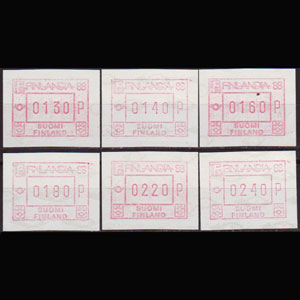 FINLANDIA 88
0130 P
SUOMI
FINLAND
FINLANDIA 88
0140 P
SUOMI
FINLAND
FINLANDIA 88
0160 P
SUOMI
FINLAND
FINLANDIA 88
0180 P
SUOMI
FINLAND
FINLANDIA 88
0220 P
SUOMI
FINLAND
FINLANDIA 88
0240 P
SUOMI
FINLAND